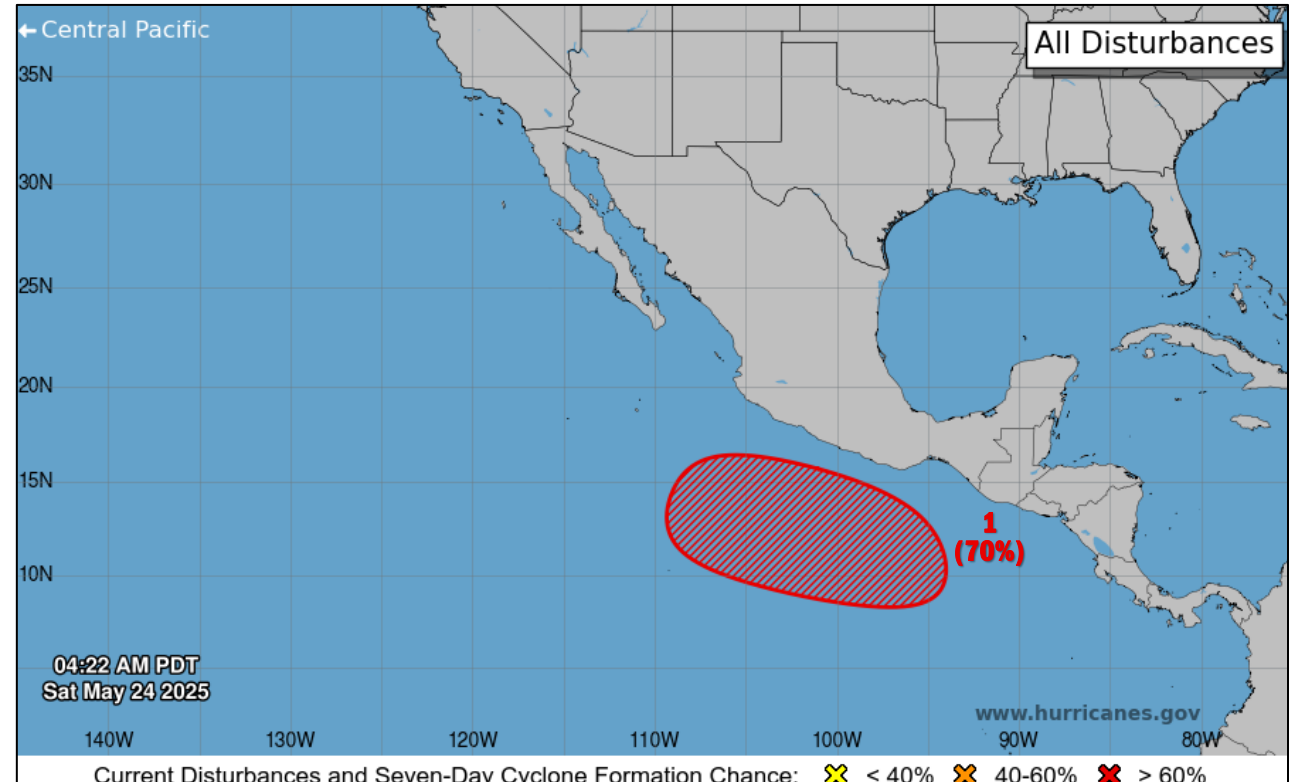 ← Central Pacific
All Disturbances
35N
30N
25N
20N
15N
1
(70%)
10N
04:22 AM PDT
Sat May 24 2025
www.hurricanes.gov
140W 130W 120W 110W 100W 90W 80W
Current Disturbances and Seven-Day Cyclone Formation Chance: < 40% 40-60% > 60%